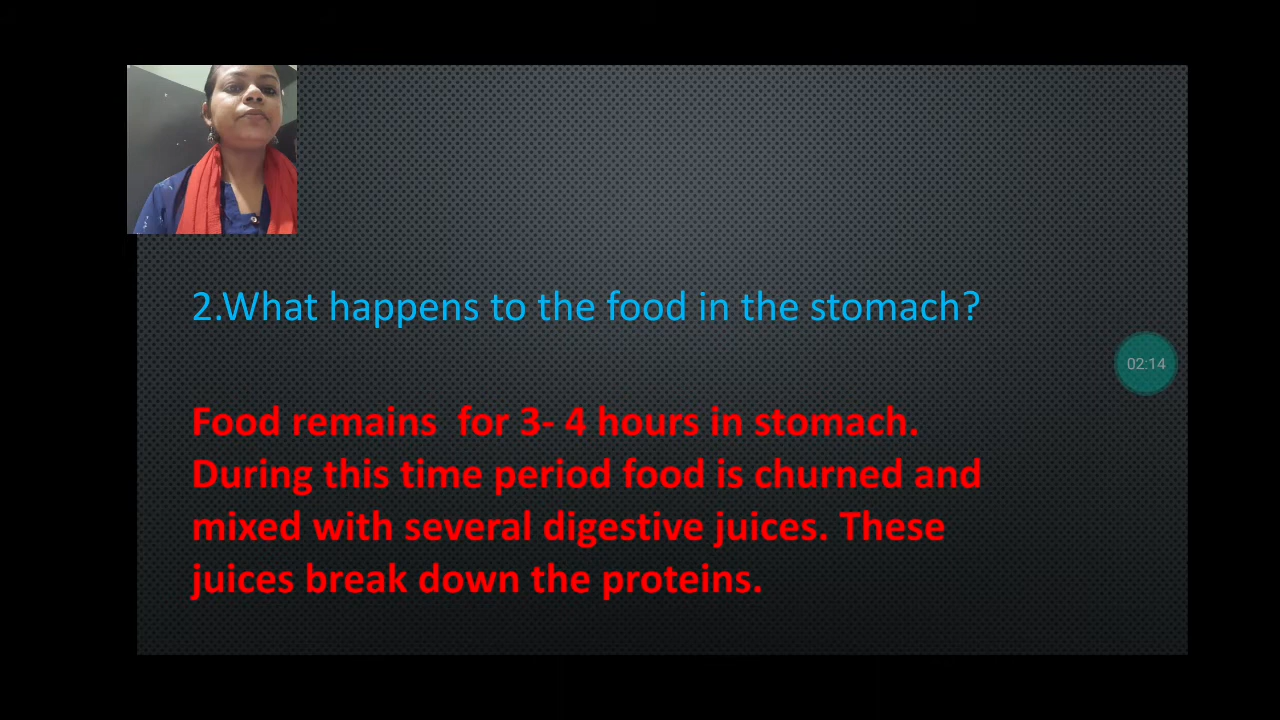 2.What happens to the food in the stomach?
02:14
Food remains  for 3- 4 hours in stomach.
During this time period food is churned and
mixed with several digestive juices. These
juices break down the proteins.